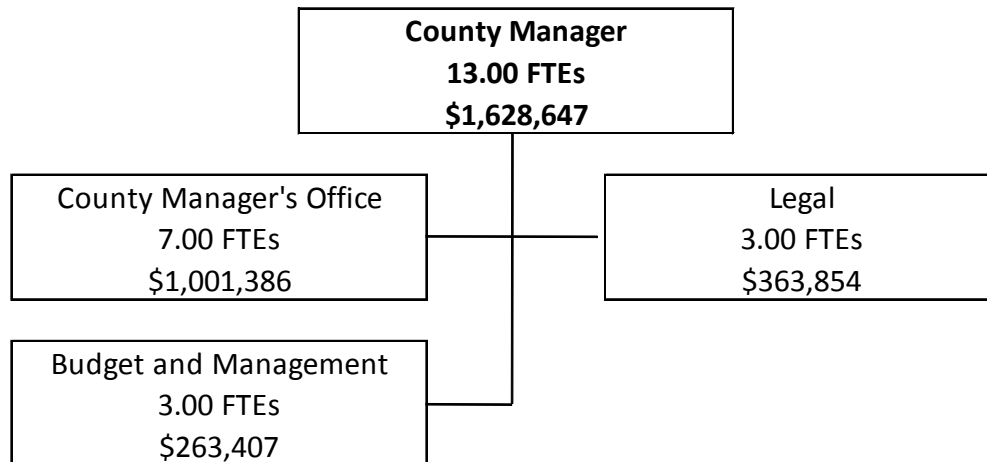 County Manager
13.00 FTEs
$1,628,647
County Manager's Office
7.00 FTEs
$1,001,386
Legal
3.00 FTEs
$363,854
Budget and Management
3.00 FTEs
$263,407